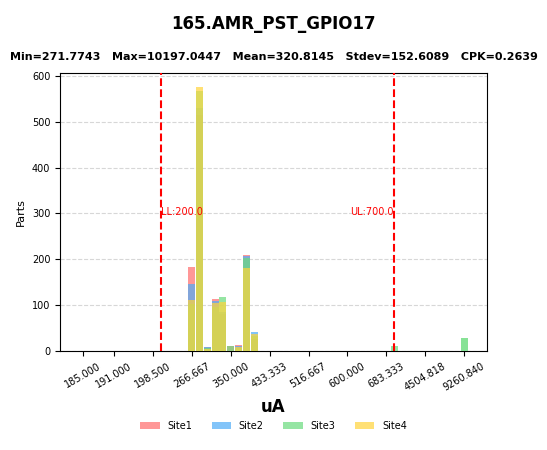 165.AMR_PST_GPIO17
Min=271.7743 Max=10197.0447 Mean=320.8145 Stdev=152.6089 CPK=0.2639
600
500
400
300
200
100
0
Parts
LL:200.0
UL:700.0
185.000 191.000 198.500 266.667 350.000 433.333 516.667 600.000 683.333 4504.818 9260.840
uA
Site1 Site2 Site3 Site4